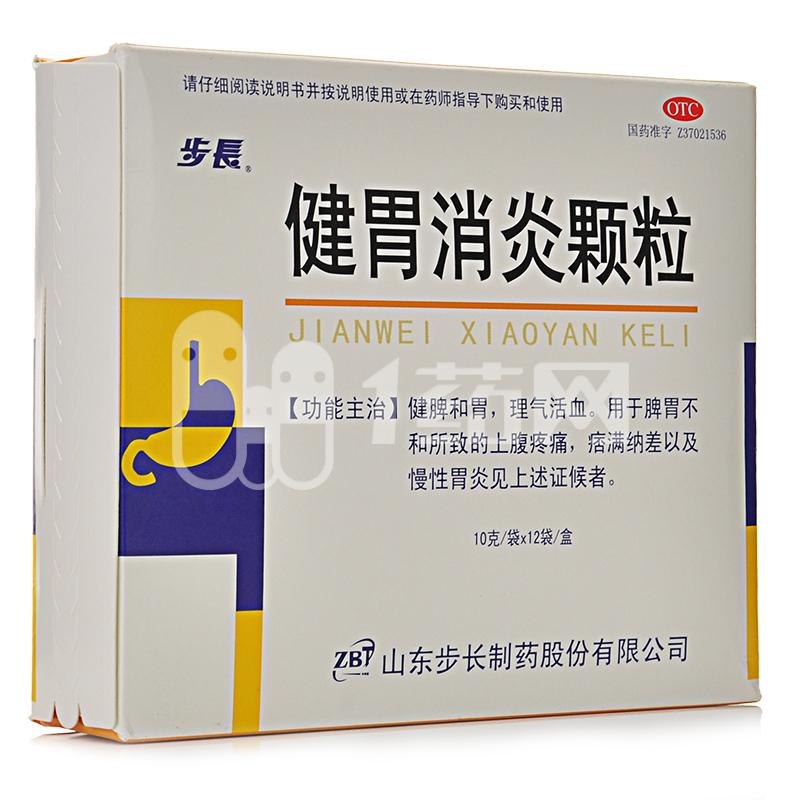 请仔细阅读说明书并按说明使用或在药师指导下购买和使用
OTC
国药准字 Z37021536
步長®
健胃消炎颗粒
JIANWEI XIAOYAN KELI
【功能主治】健脾和胃，理气活血。用于脾胃不
和所致的上腹疼痛，痞满纳差以及
慢性胃炎见上述证候者。
1药网
10克/袋x12袋/盒
ZBT 山东步长制药股份有限公司